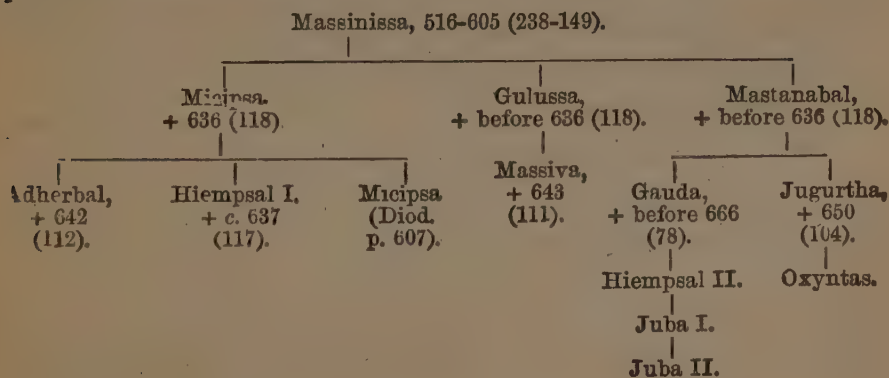 Massinissa, 516-605 (238-149).
Micipsa. Gulussa, Mastanabal,
+ 636 (118). + before 636 (118). + before 636 (118).
Adherbal, Hiempsal I. Micipsa Massiva, Gauda, Jugurtha,
+ 642 + c. 637 (Diod. + 643 + before 666 + 650
(112). (117). p. 607). (111). (78). (104).
Hiempsal II. Oxyntas.
Juba I.
Juba II.